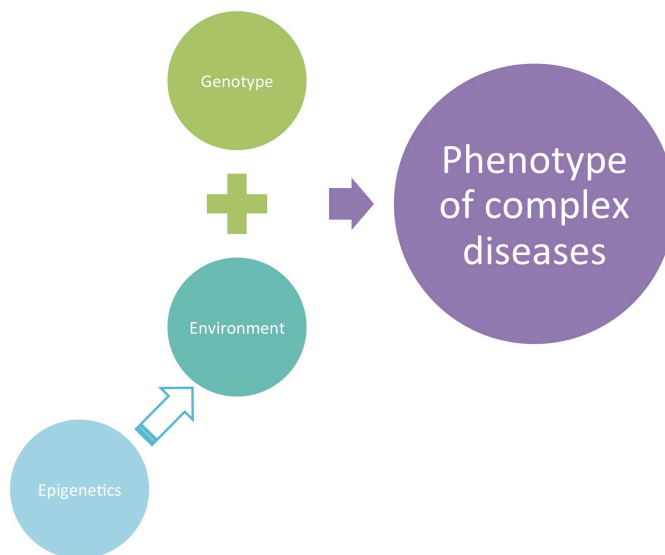 Genotype
Phenotype
of complex
diseases
Environment
Epigenetics